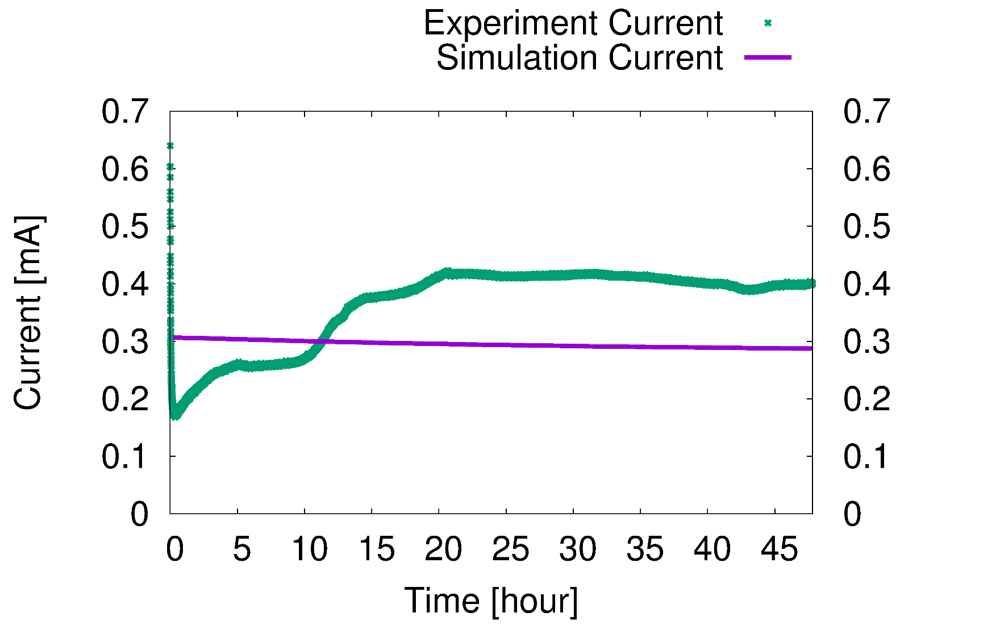 Experiment Current
Simulation Current
0.7 0.7
0.6 0.6
0.5 0.5
0.4 0.4
0.3 0.3
0.2 0.2
0.1 0.1
0 0
Current [mA]
0 5 10 15 20 25 30 35 40 45
Time [hour]